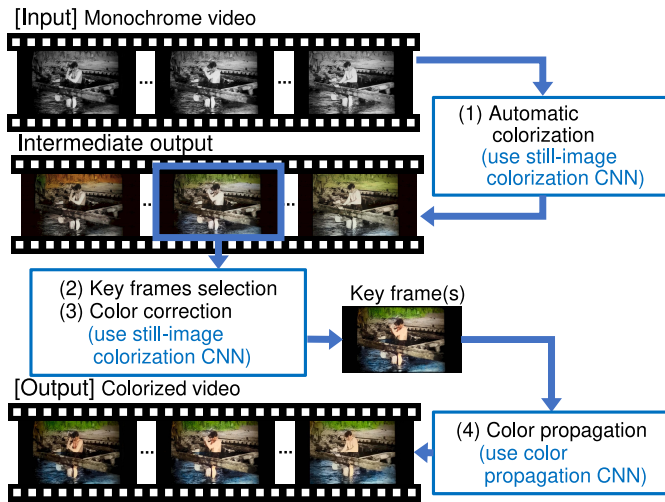 [Input] Monochrome video
...
...
(1) Automatic
colorization
(use still-image
colorization CNN)
Intermediate output
...
...
(2) Key frames selection
(3) Color correction
(use still-image
colorization CNN)
Key frame(s)
[Output] Colorized video
...
...
(4) Color propagation
(use color
propagation CNN)